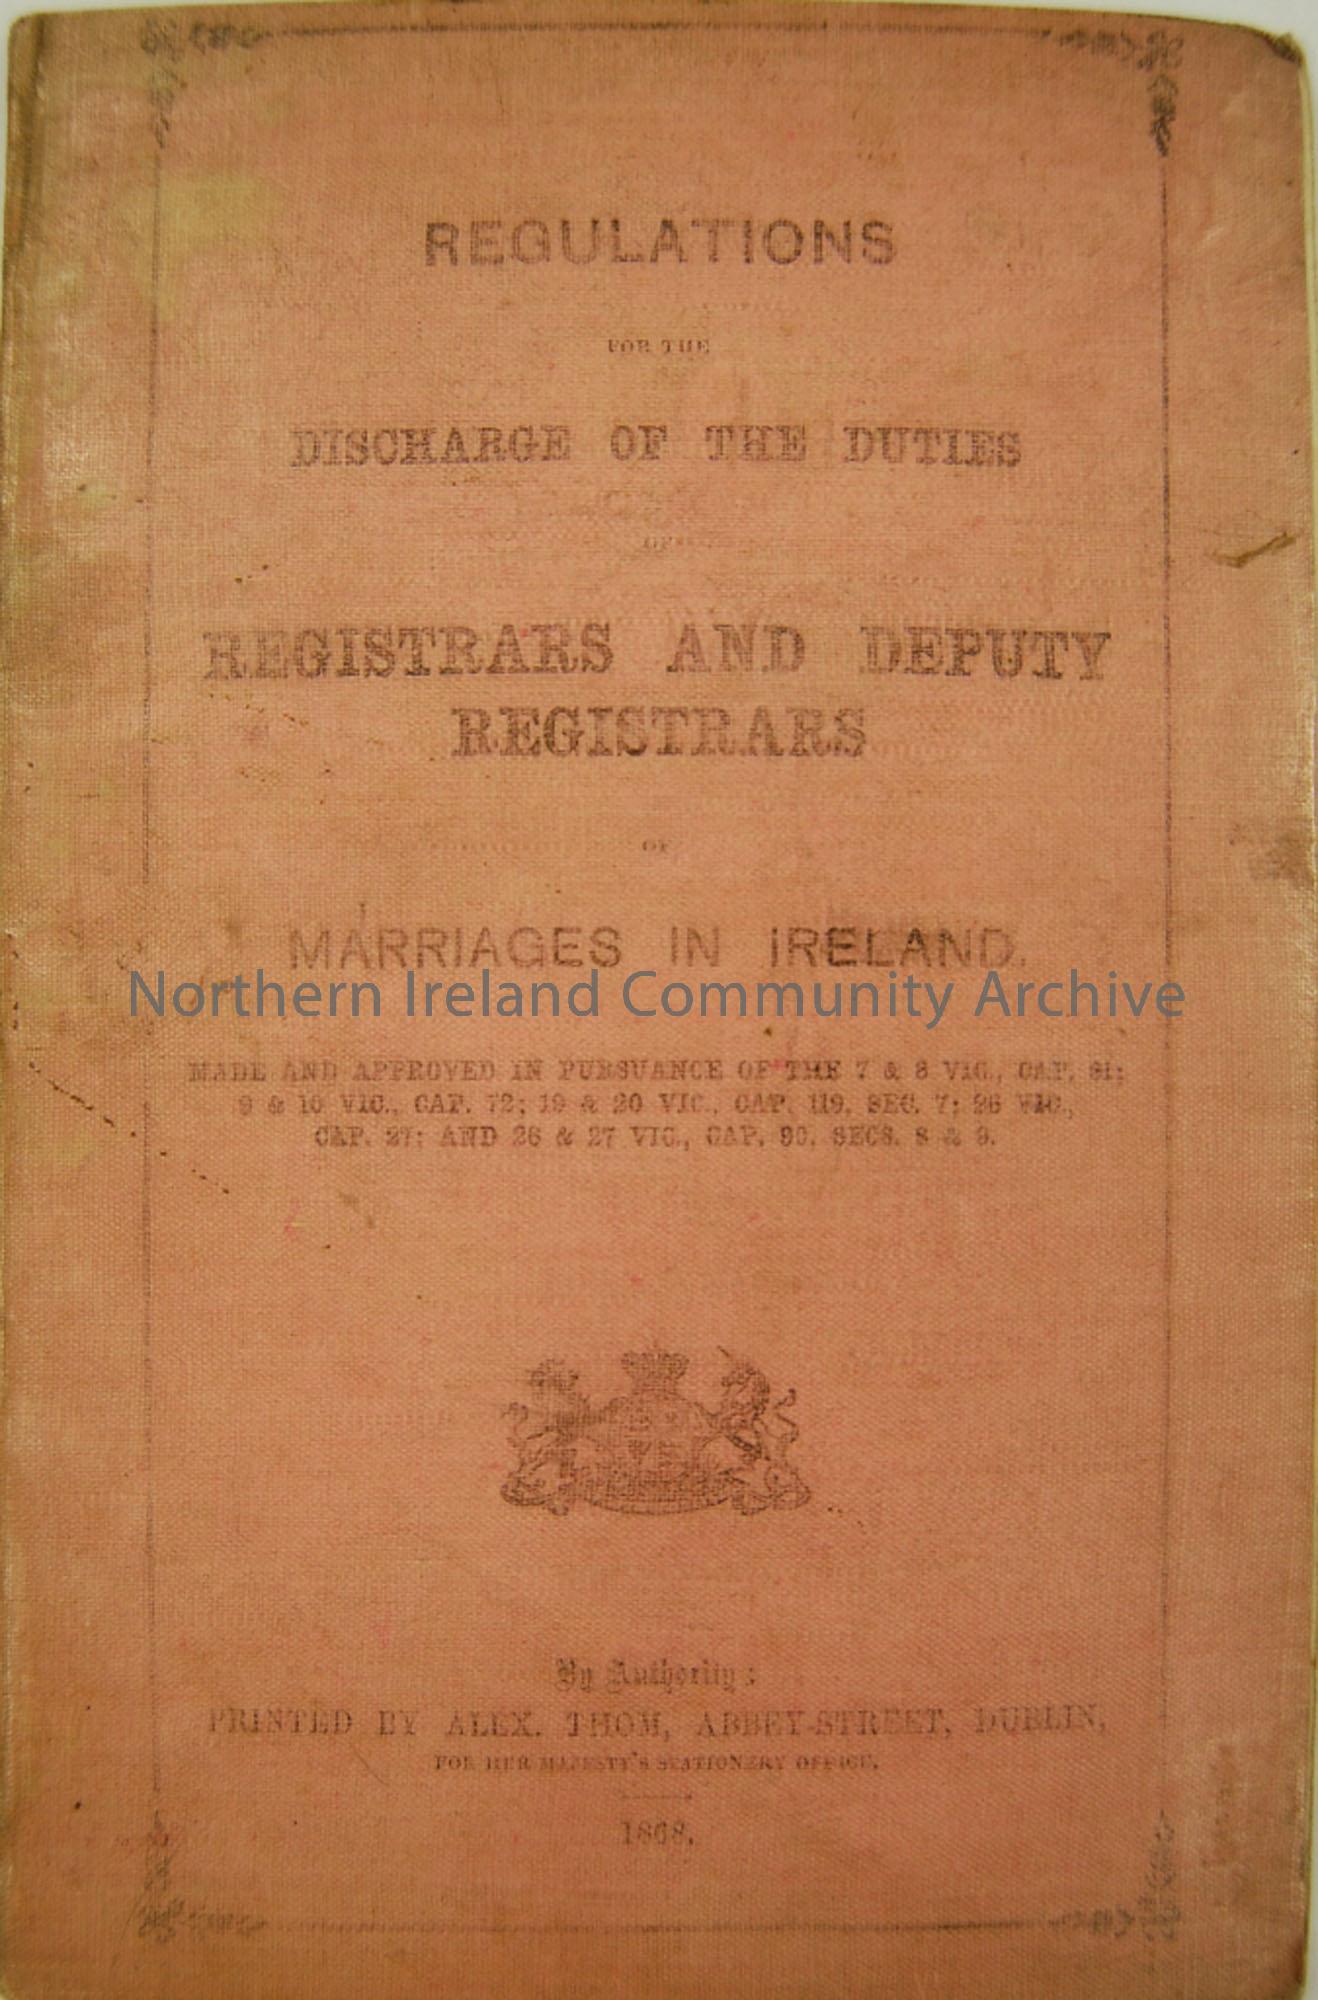 REGULATIONS
FOR THE
DISCHARGE OF THE DUTIES
OF
REGISTRARS AND DEPUTY
REGISTRARS
OF
MARRIAGES IN IRELAND.
Northern Ireland Community Archive
MADE AND APPROVED IN PURSUANCE OF THE 7 & 8 VIC., CAP. 81;
9 & 10 VIC., CAP. 72; 19 & 20 VIC., CAP. 119, SEC. 7; 26 VIC.,
CAP. 27; AND 26 & 27 VIC., CAP. 90, SECS. 8 & 9.
By Authority:
PRINTED BY ALEX. THOM, ABBEY-STREET, DUBLIN,
FOR HER MAJESTY'S STATIONERY OFFICE.
1868.